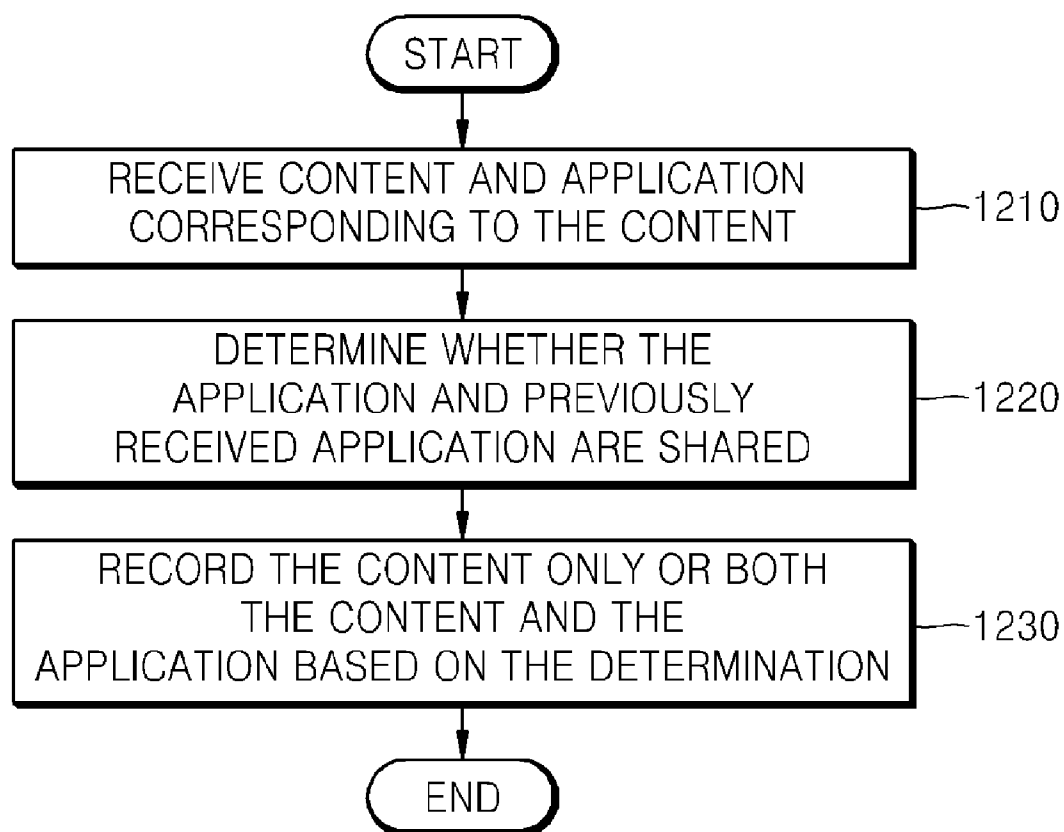 START
RECEIVE CONTENT AND APPLICATION
CORRESPONDING TO THE CONTENT
1210
DETERMINE WHETHER THE
APPLICATION AND PREVIOUSLY
RECEIVED APPLICATION ARE SHARED
1220
RECORD THE CONTENT ONLY OR BOTH
THE CONTENT AND THE
APPLICATION BASED ON THE DETERMINATION
1230
END